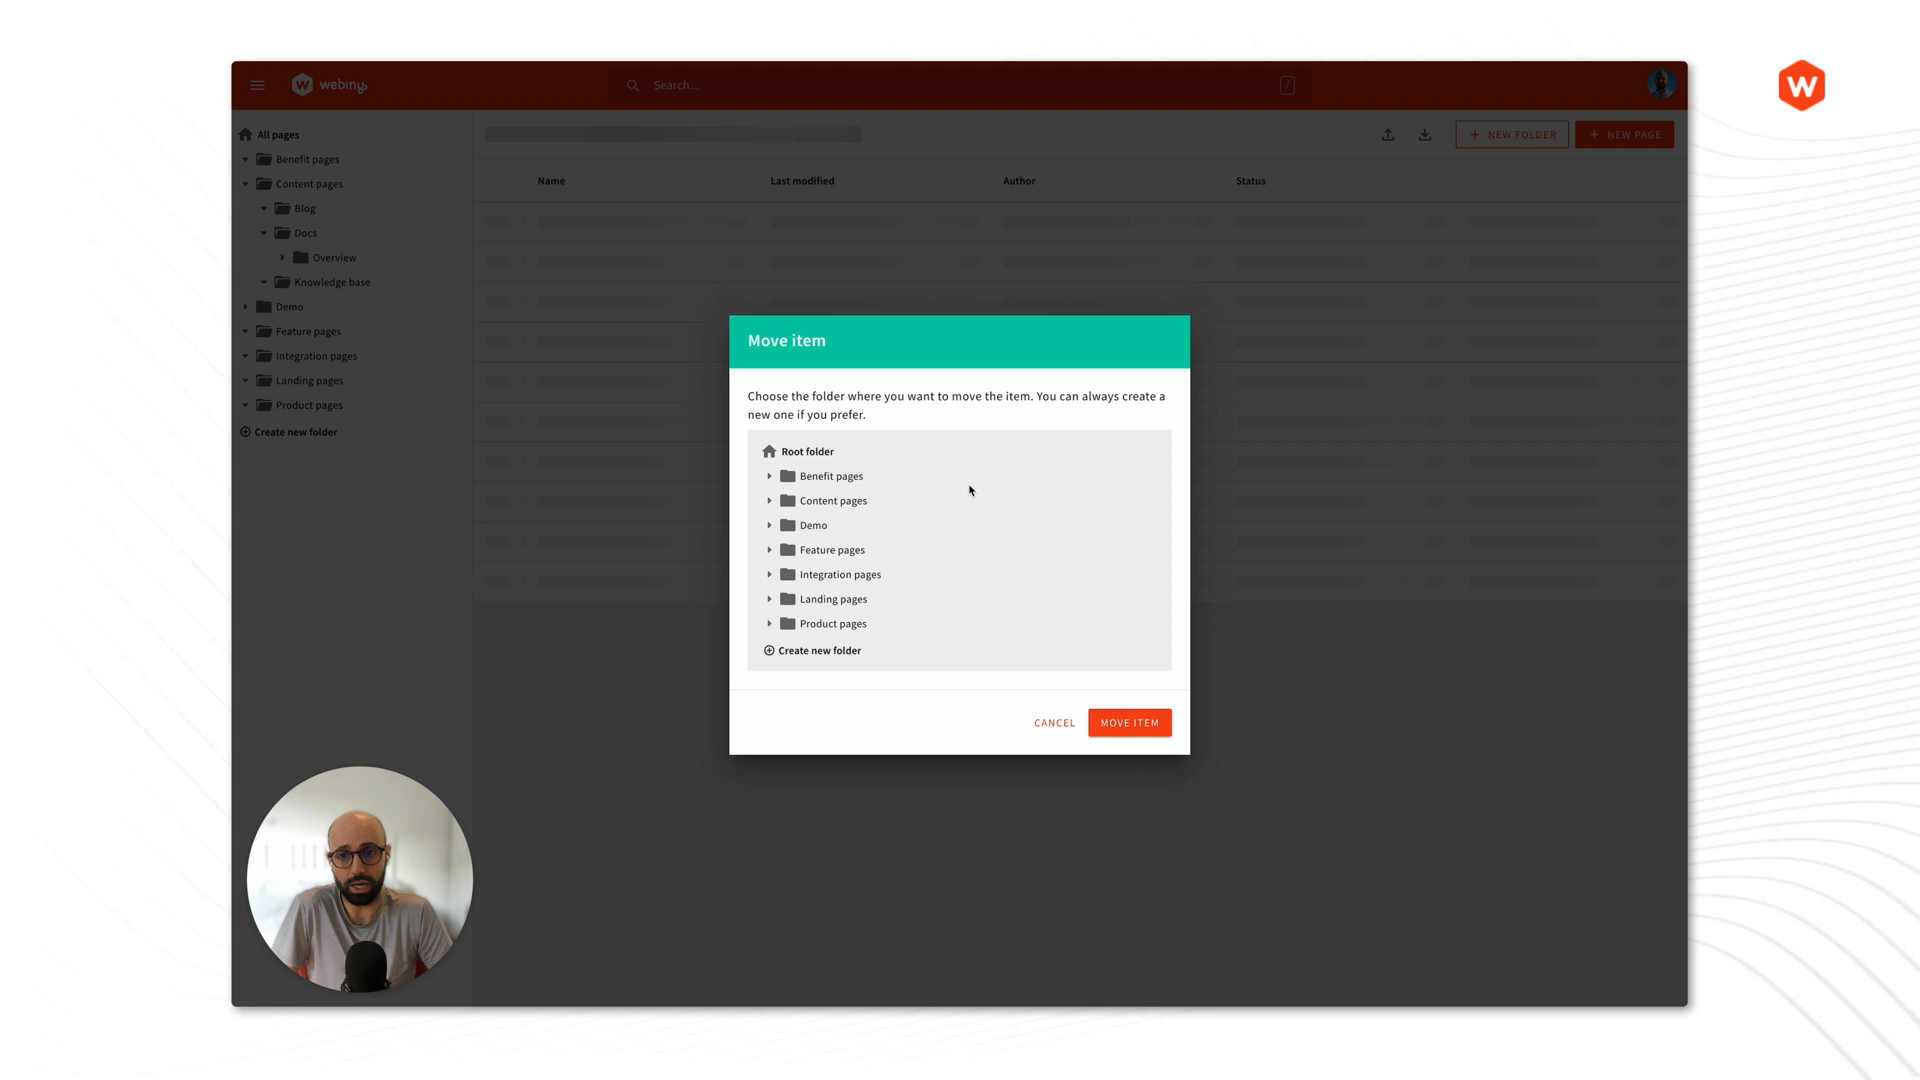 webiny
Search...
/
W
All pages
Benefit pages
Content pages
Blog
Docs
Overview
Knowledge base
Demo
Feature pages
Integration pages
Landing pages
Product pages
Create new folder
NEW FOLDER
NEW PAGE
Name Last modified Author Status
Move item
Choose the folder where you want to move the item. You can always create a
new one if you prefer.
Root folder
Benefit pages
Content pages
Demo
Feature pages
Integration pages
Landing pages
Product pages
Create new folder
CANCEL
MOVE ITEM